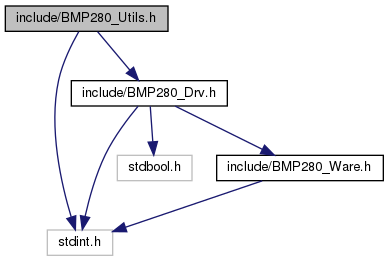 include/BMP280_Utils.h
include/BMP280_Drv.h
stdbool.h
include/BMP280_Ware.h
stdint.h